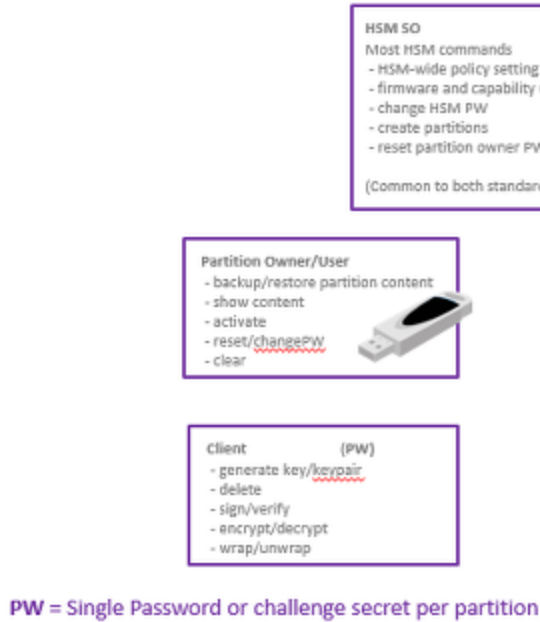 HSM SO
Most HSM commands
- HSM-wide policy setting
- firmware and capability
- change HSM PW
- create partitions
- reset partition owner PW
(Common to both standar
Partition Owner/User
- backup/restore partition content
- show content
- activate
- reset/changePW
- clear
Client (PW)
- generate key/keypair
- delete
- sign/verify
- encrypt/decrypt
- wrap/unwrap
PW = Single Password or challenge secret per partition